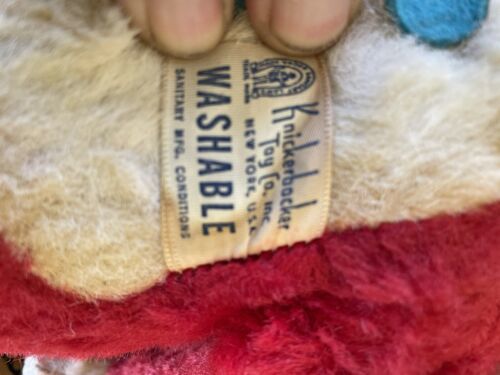 Knickerbocker
Toy Co., Inc.
NEW YORK, U.S.A.
WASHABLE
SANITARY MFG. CONDITIONS